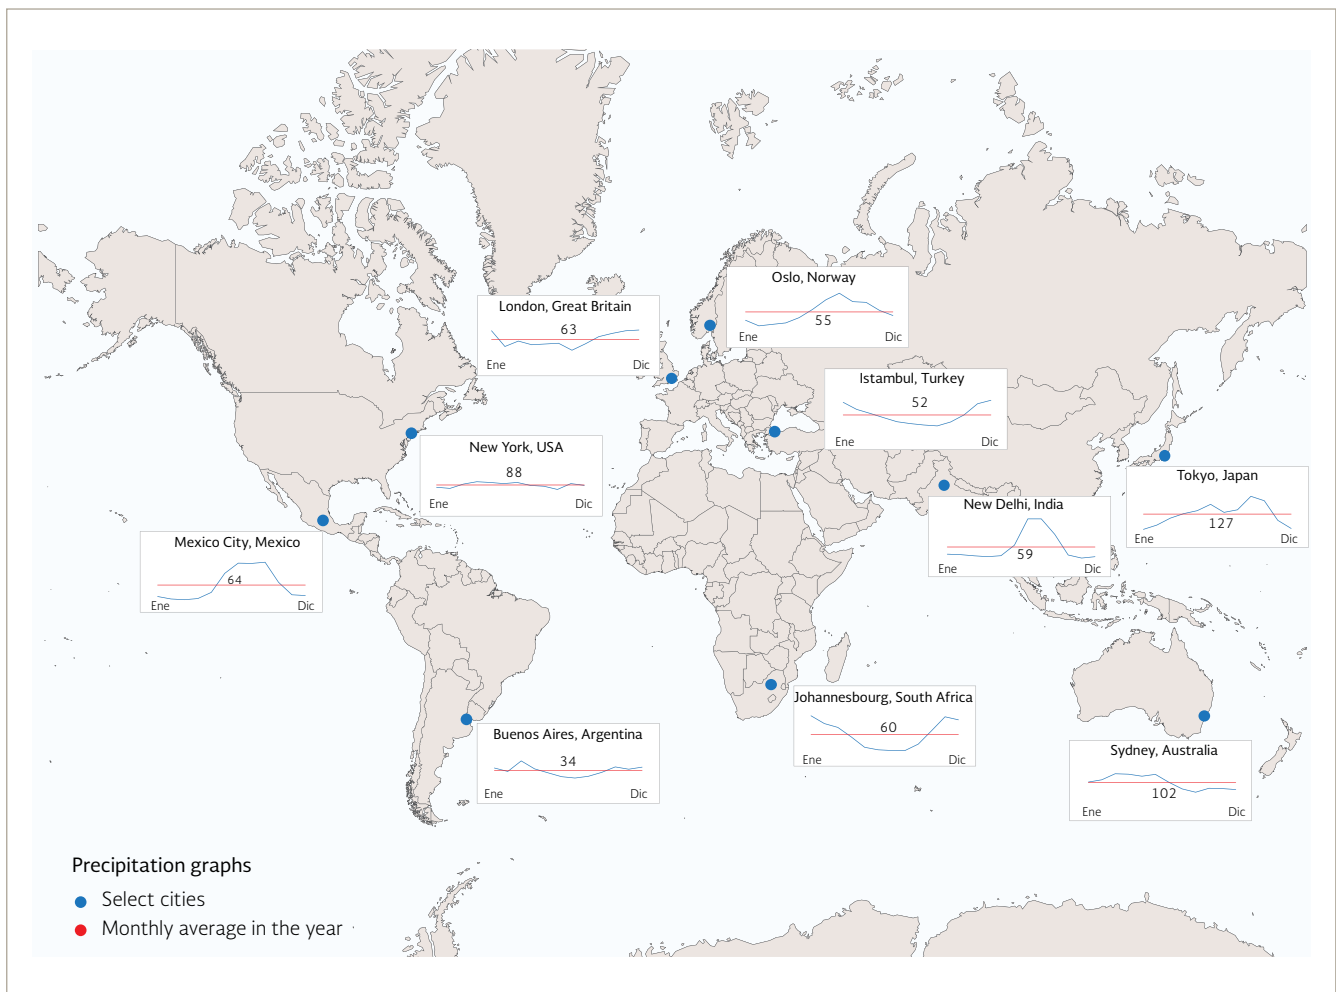 Oslo, Norway
55
Ene Dic
London, Great Britain
63
Ene Dic
Istambul, Turkey
52
Ene Dic
New York, USA
88
Ene Dic
Tokyo, Japan
127
Ene Dic
New Delhi, India
59
Ene Dic
Mexico City, Mexico
64
Ene Dic
Johannesbourg, South Africa
60
Ene Dic
Buenos Aires, Argentina
34
Ene Dic
Sydney, Australia
102
Ene Dic
Precipitation graphs
Select cities
Monthly average in the year